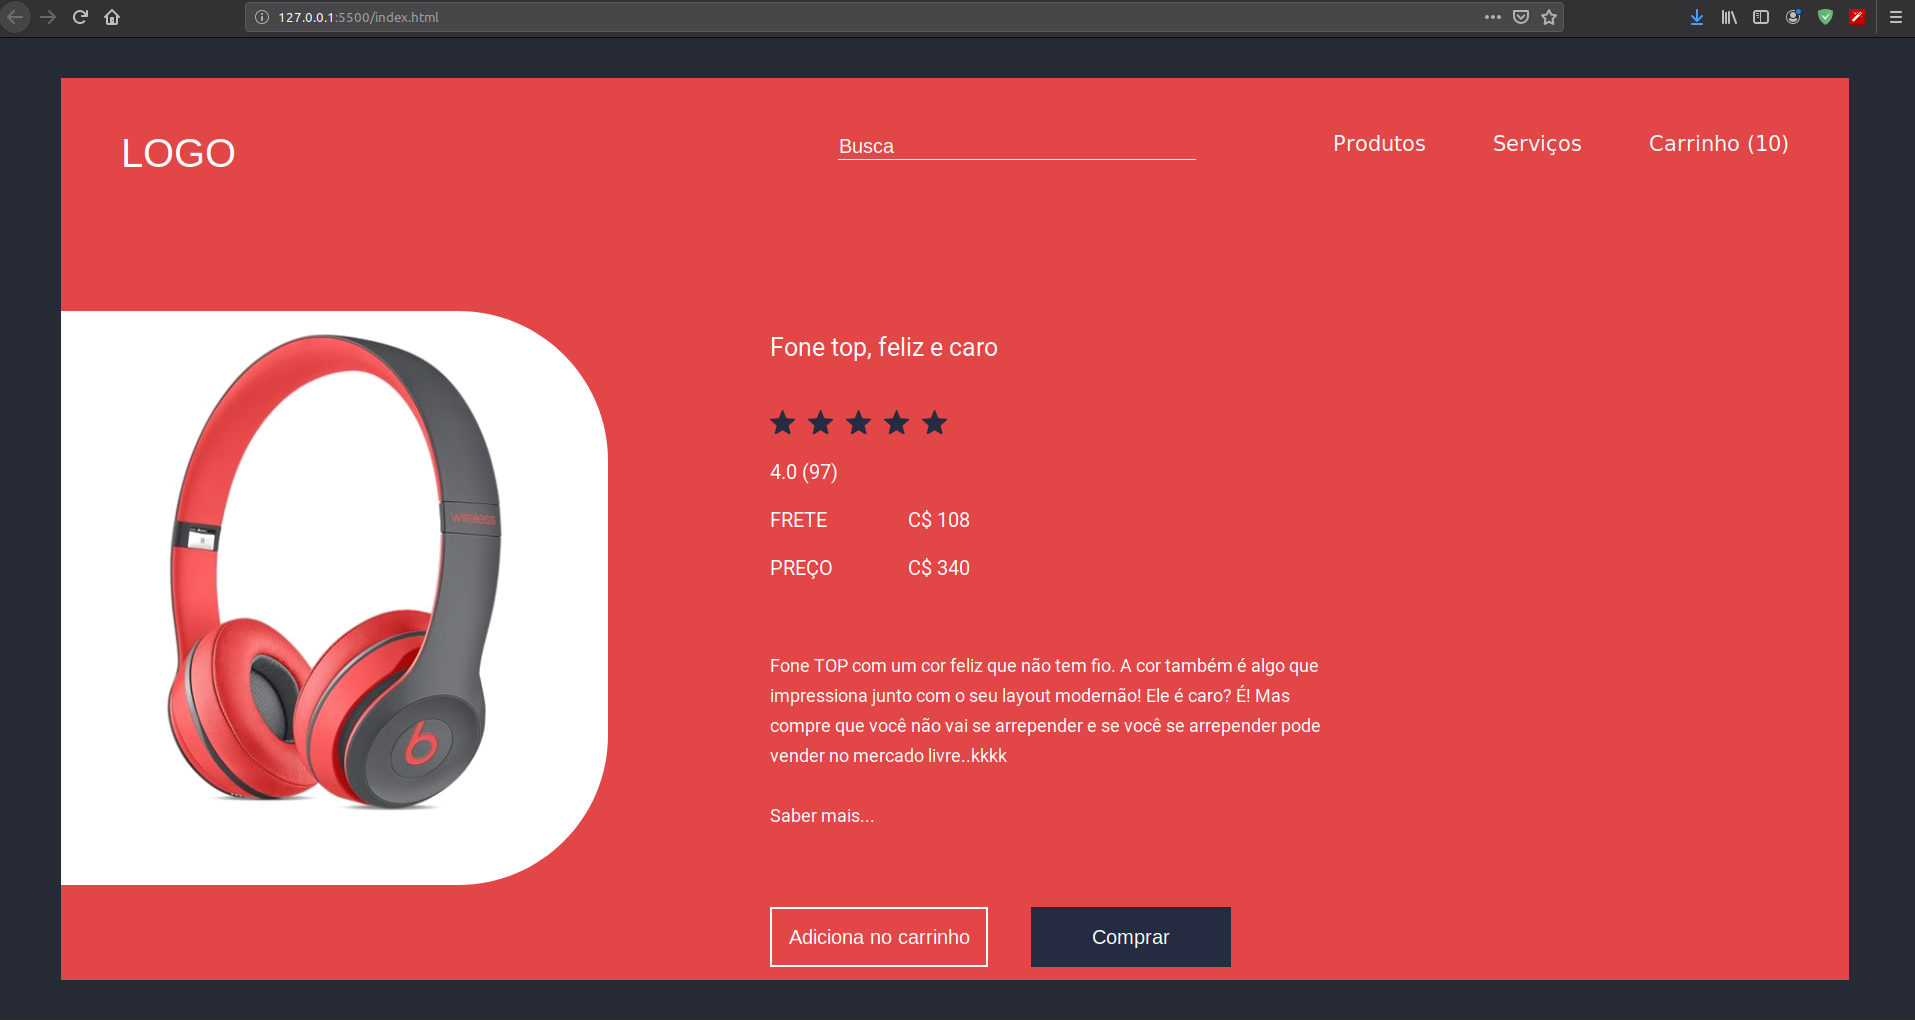 127.0.0.1:5500/index.html
LOGO
Busca
Produtos
Serviços
Carrinho (10)
Fone top, feliz e caro
4.0 (97)
FRETE C$ 108
PREÇO C$ 340
Fone TOP com um cor feliz que não tem fio. A cor também é algo que
impressiona junto com o seu layout modernão! Ele é caro? É! Mas
compre que você não vai se arrepender e se você se arrepender pode
vender no mercado livre..kkkk
Saber mais...
Adiciona no carrinho
Comprar
wireless
b